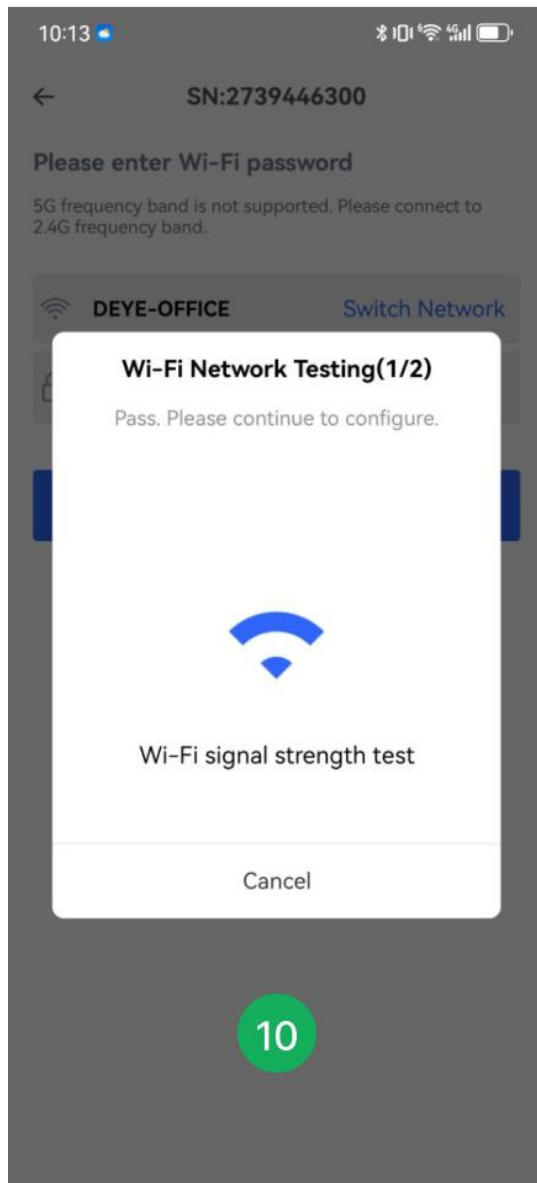 10:13
6 4G
SN:2739446300
Please enter Wi-Fi password
5G frequency band is not supported. Please connect to
2.4G frequency band.
DEYE-OFFICE Switch Network
Wi-Fi Network Testing(1/2)
Pass. Please continue to configure.
Wi-Fi signal strength test
Cancel
10